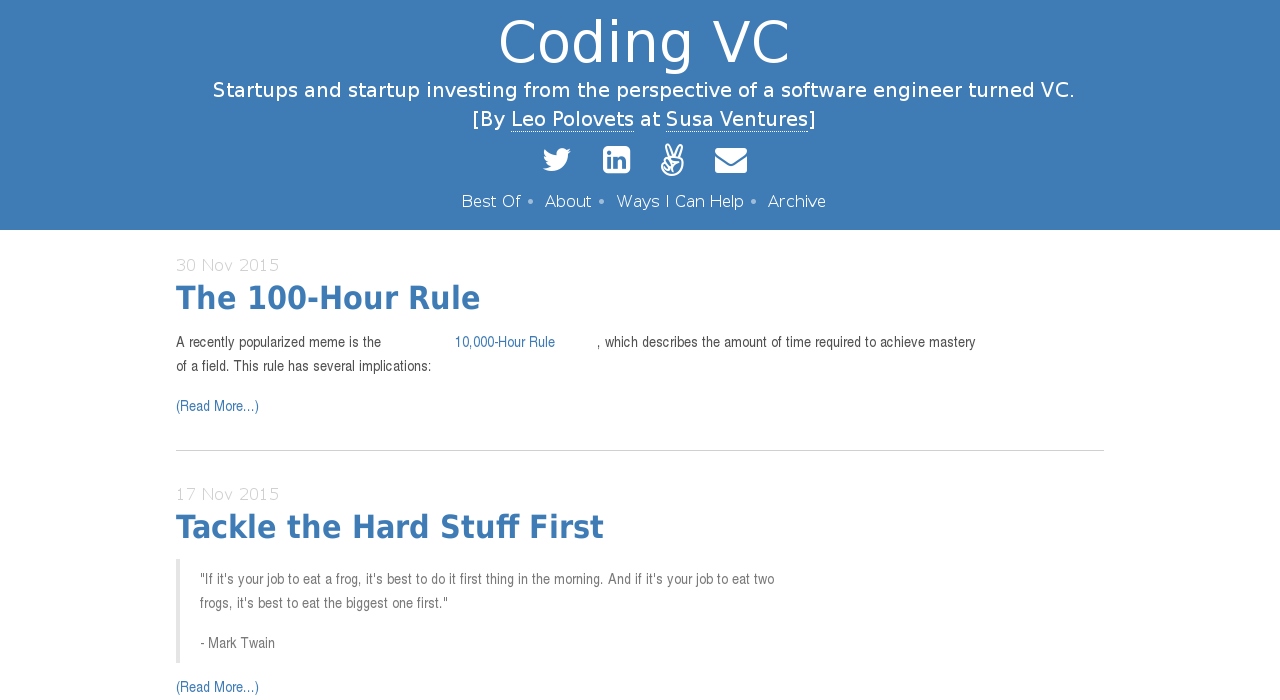 Coding VC
Startups and startup investing from the perspective of a software engineer turned VC.
[By Leo Polovets at Susa Ventures]
Best Of • About • Ways I Can Help • Archive
30 Nov 2015
The 100-Hour Rule
A recently popularized meme is the 10,000-Hour Rule, which describes the amount of time required to achieve mastery
of a field. This rule has several implications:
(Read More...)
17 Nov 2015
Tackle the Hard Stuff First
"If it's your job to eat a frog, it's best to do it first thing in the morning. And if it's your job to eat two
frogs, it's best to eat the biggest one first."
- Mark Twain
(Read More...)